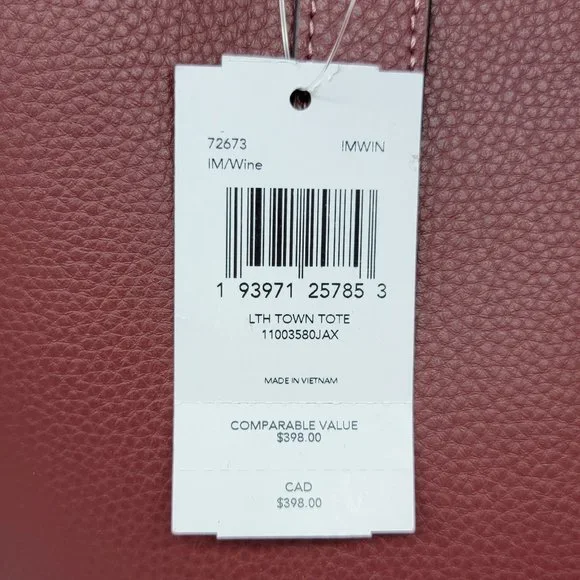 72673 IMWIN
IM/Wine
1 93971 25785 3
LTH TOWN TOTE
11003580JAX
MADE IN VIETNAM
COMPARABLE VALUE
$398.00
CAD
$398.00